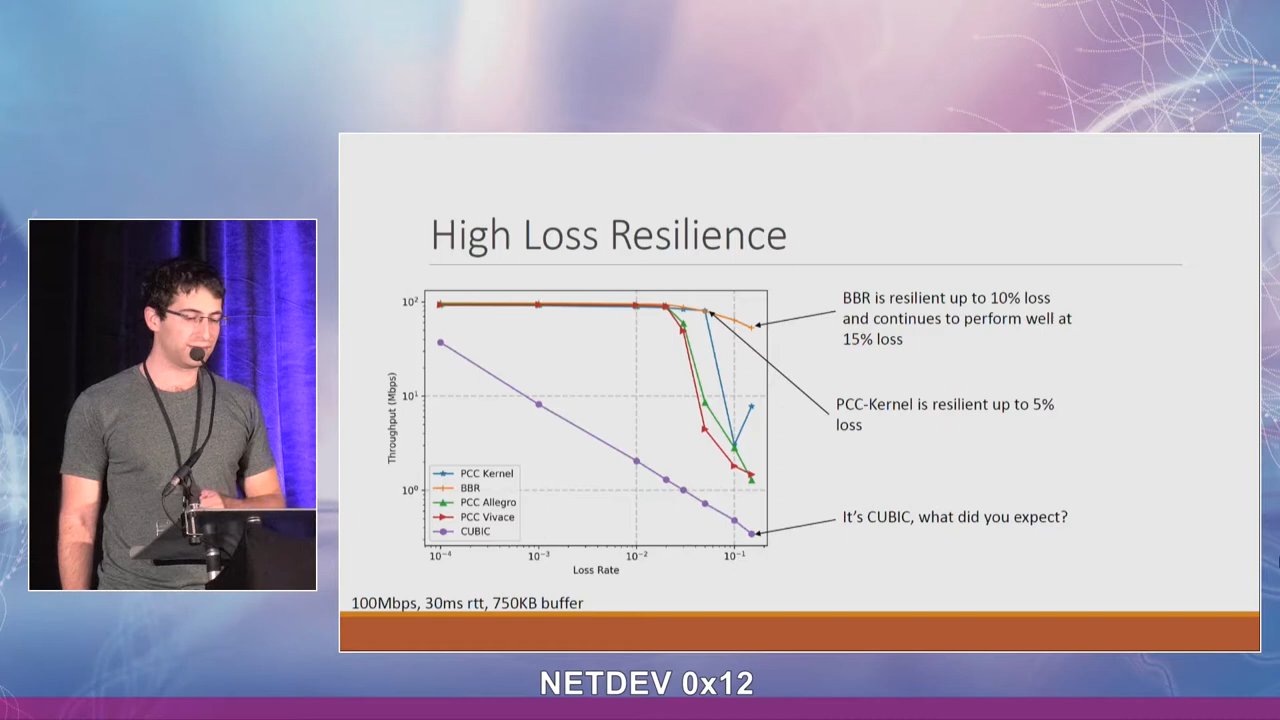 High Loss Resilience
10²
10¹
10⁰
Throughput (Mbps)
PCC Kernel
BBR
PCC Allegro
PCC Vivace
CUBIC
10⁻⁴
10⁻³
10⁻²
10⁻¹
Loss Rate
BBR is resilient up to 10% loss
and continues to perform well at
15% loss
PCC-Kernel is resilient up to 5%
loss
It's CUBIC, what did you expect?
100Mbps, 30ms rtt, 750KB buffer
NETDEV 0x12